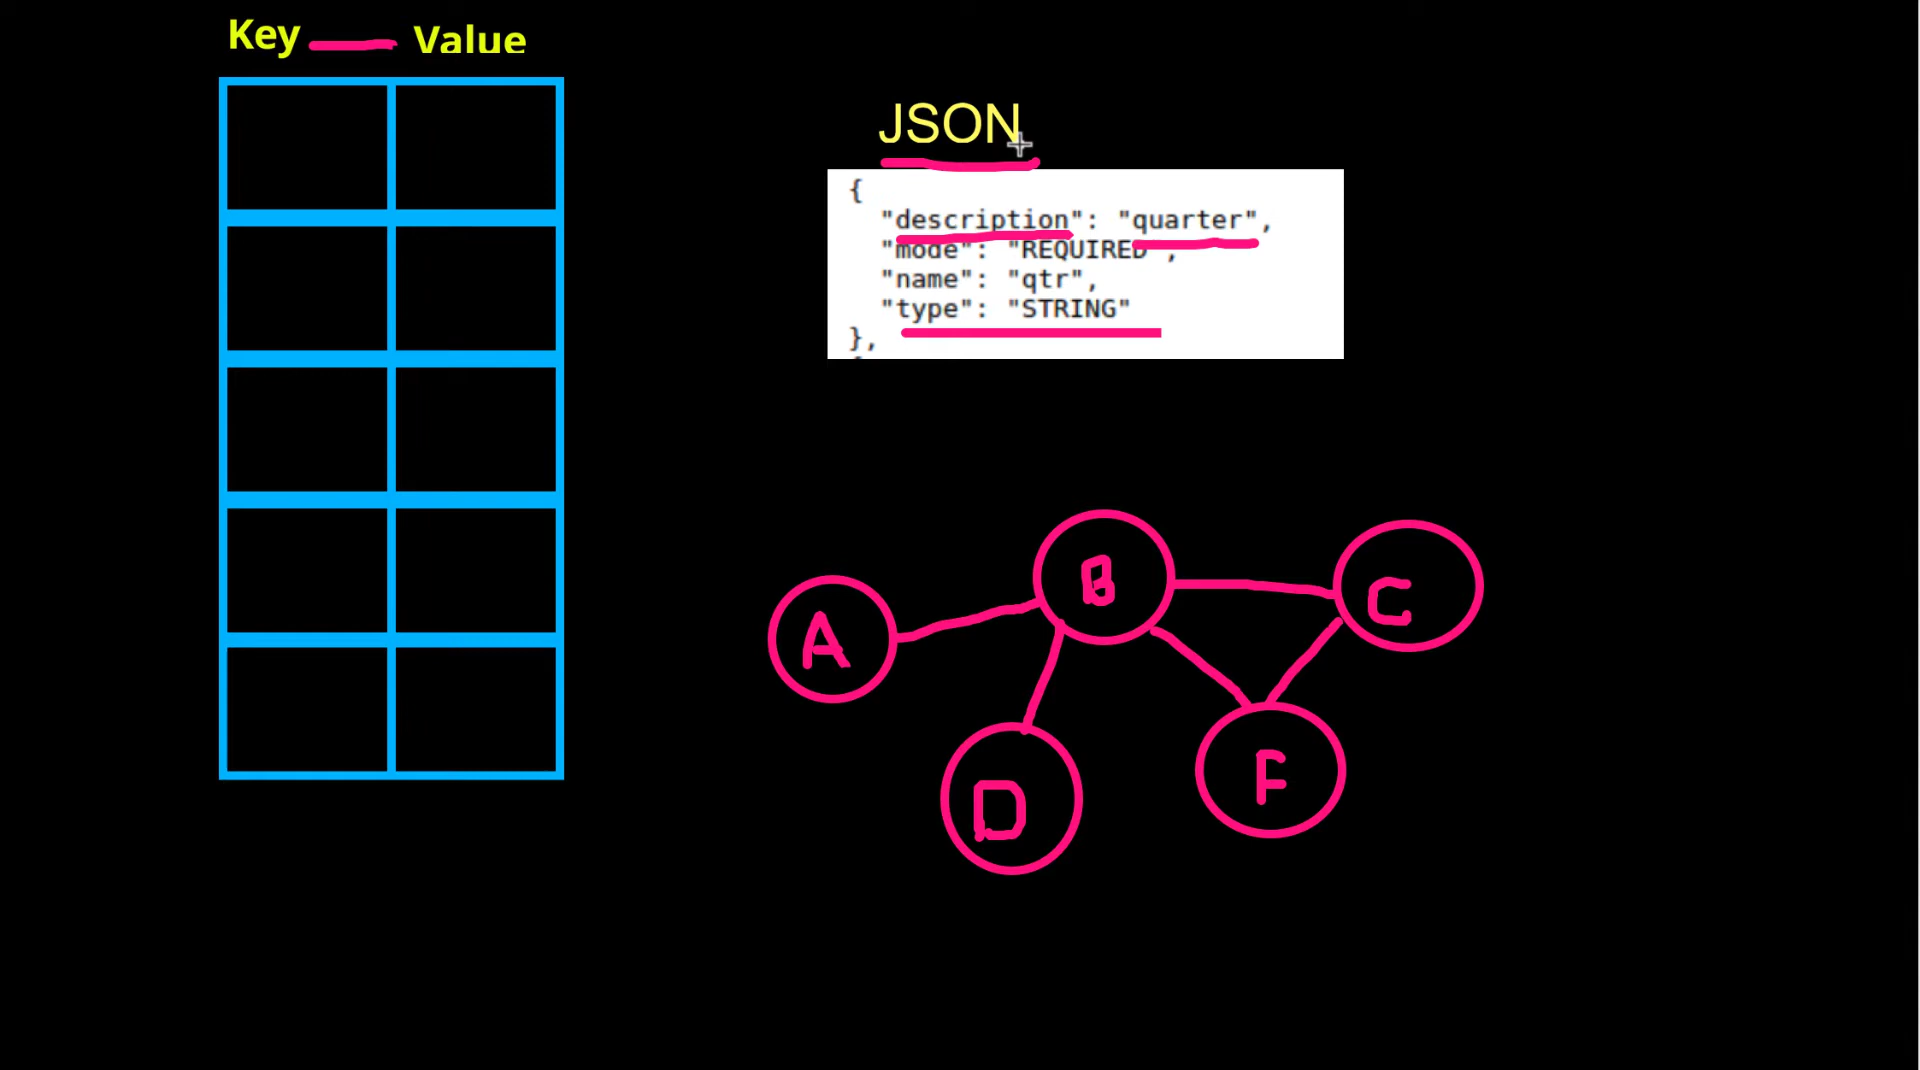 Key Value
JSON
{
"description": "quarter",
"mode": "REQUIRED",
"name": "qtr",
"type": "STRING"
},
A
B
C
D
F